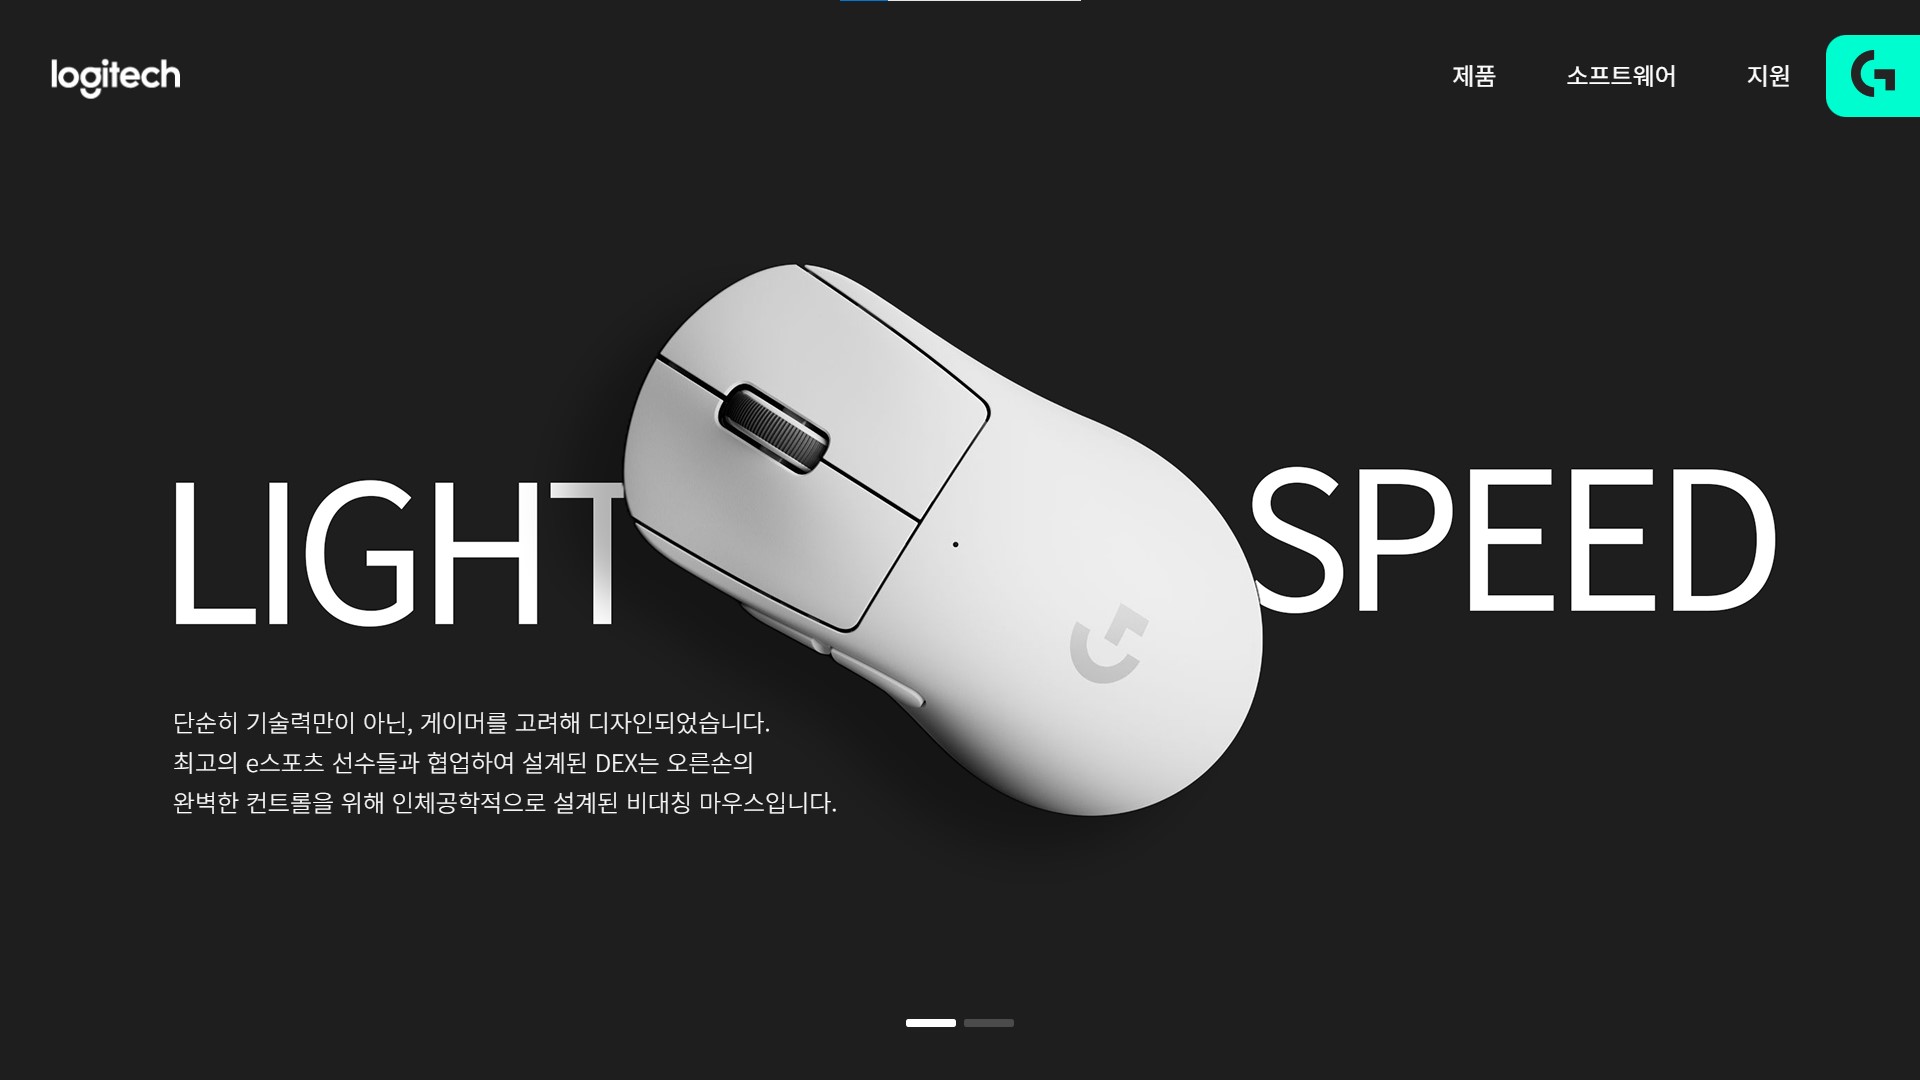 logitech
제품
소프트웨어
지원
LIGHT
SPEED
단순히 기술력만이 아닌, 게이머를 고려해 디자인되었습니다.
최고의 e스포츠 선수들과 협업하여 설계된 DEX는 오른손의
완벽한 컨트롤을 위해 인체공학적으로 설계된 비대칭 마우스입니다.